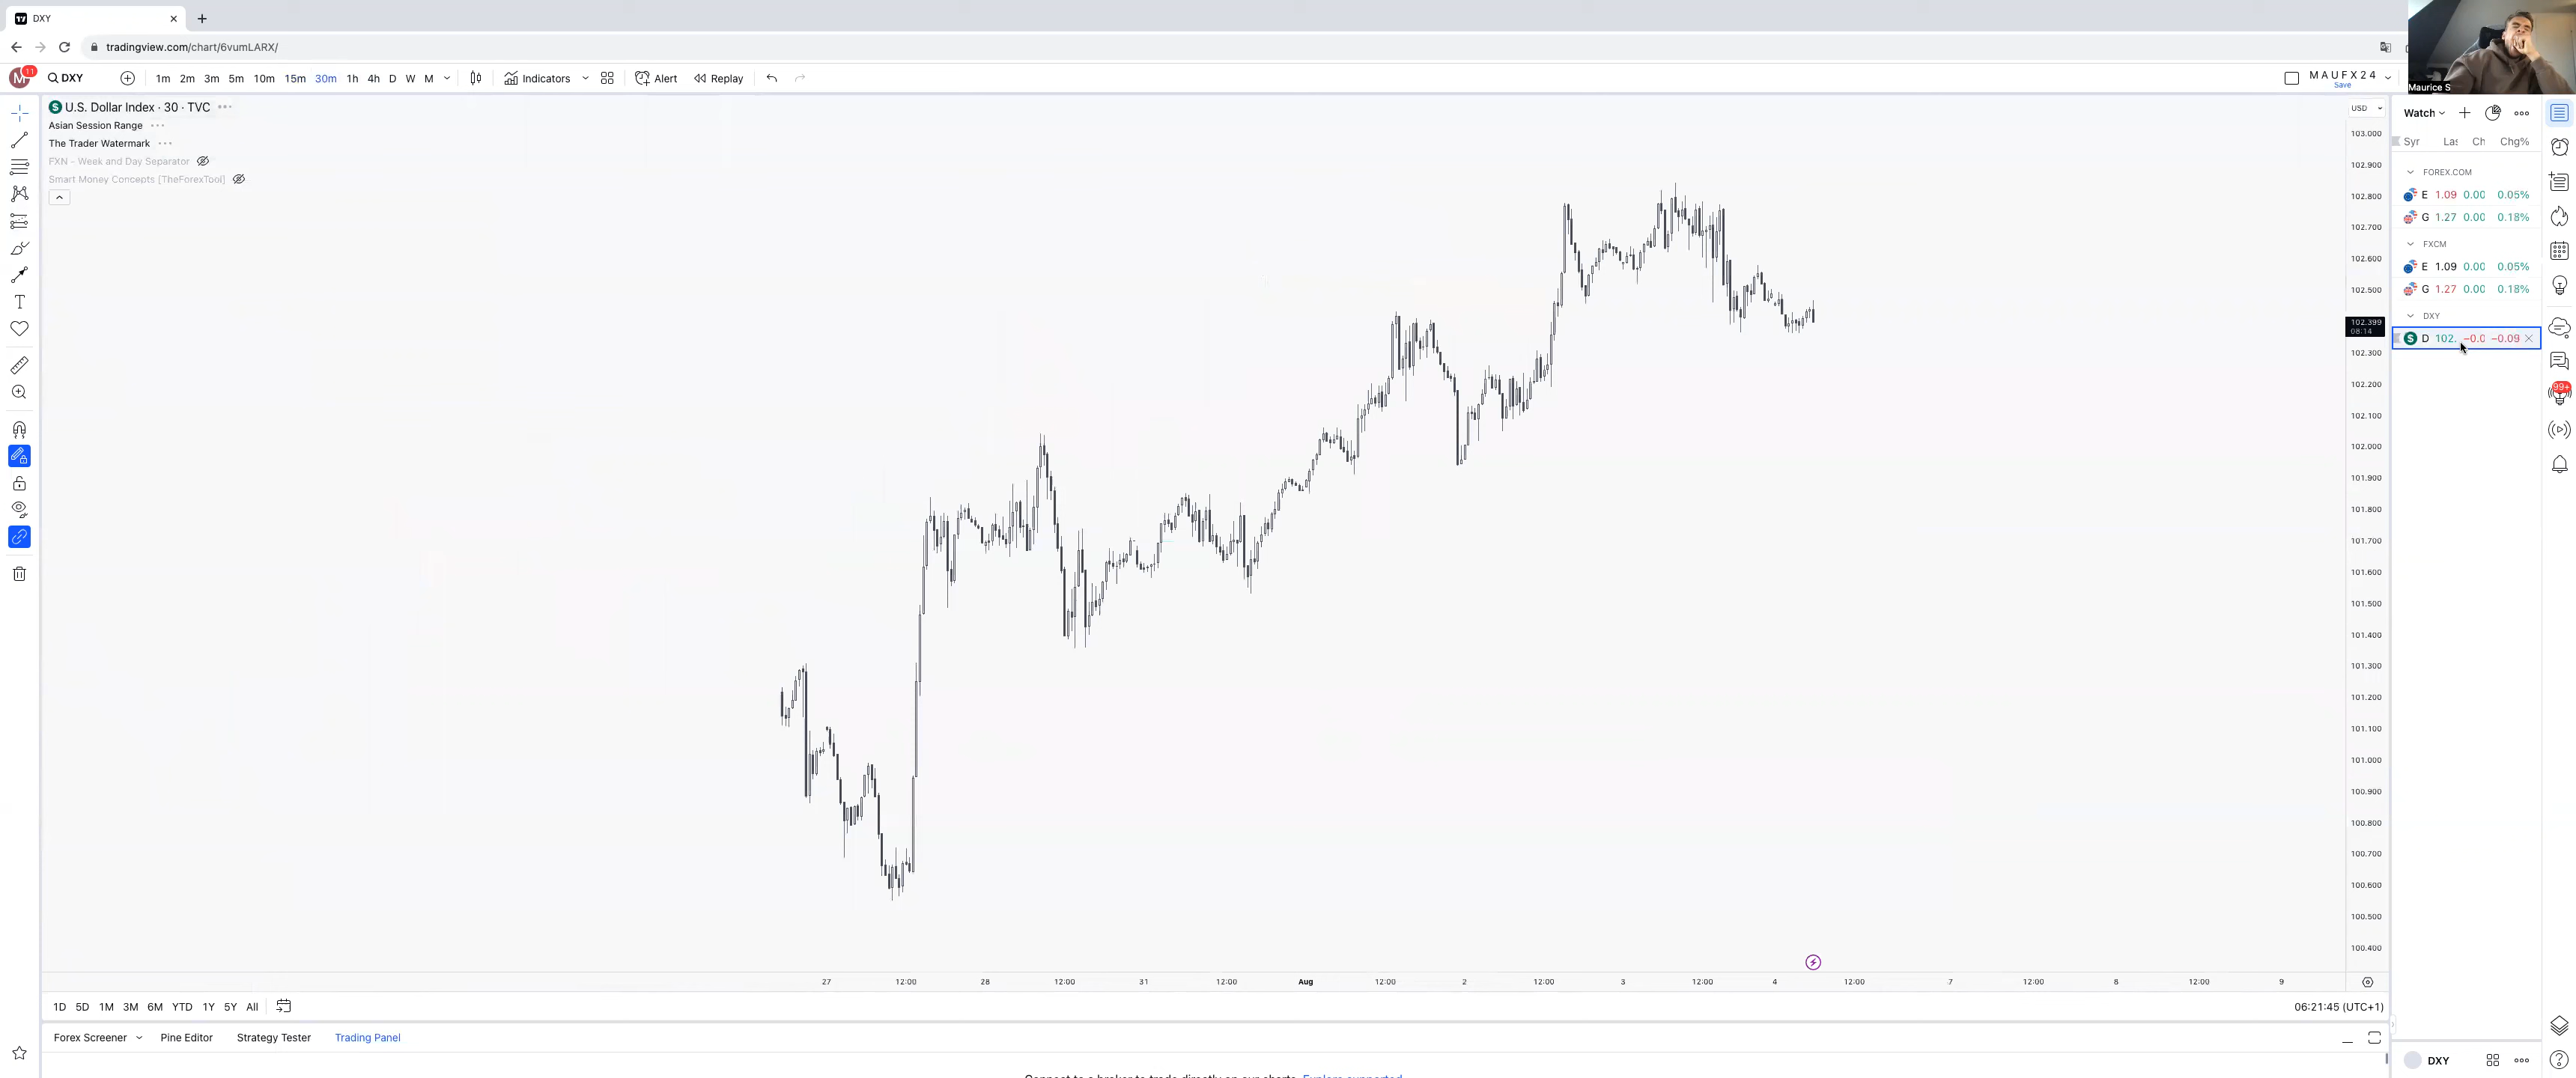 DXY
tradingview.com/chart/6vumLARX/
M 11 DXY 1m 2m 3m 5m 10m 15m 30m 1h 4h D W M Indicators Alert Replay MAUFX24
Save
Maurice S
U.S. Dollar Index · 30 · TVC
Asian Session Range
The Trader Watermark
FXN - Week and Day Separator
Smart Money Concepts [TheForexTool]
USD
103.000
102.900
102.800
102.700
102.600
102.500
102.399
08:14
102.300
102.200
102.100
102.000
101.900
101.800
101.700
101.600
101.500
101.400
101.300
101.200
101.100
101.000
100.900
100.800
100.700
100.600
100.500
100.400
27 12:00 28 12:00 31 12:00 Aug 12:00 2 12:00 3 12:00 4 12:00 7 12:00 8 12:00 9
1D 5D 1M 3M 6M YTD 1Y 5Y All
06:21:45 (UTC+1)
Forex Screener Pine Editor Strategy Tester Trading Panel
Watch
Syr Las Ch Chg%
FOREX.COM
E 1.09 0.00 0.05%
G 1.27 0.00 0.18%
FXCM
E 1.09 0.00 0.05%
G 1.27 0.00 0.18%
DXY
D 102. −0.0 −0.09
99+
DXY